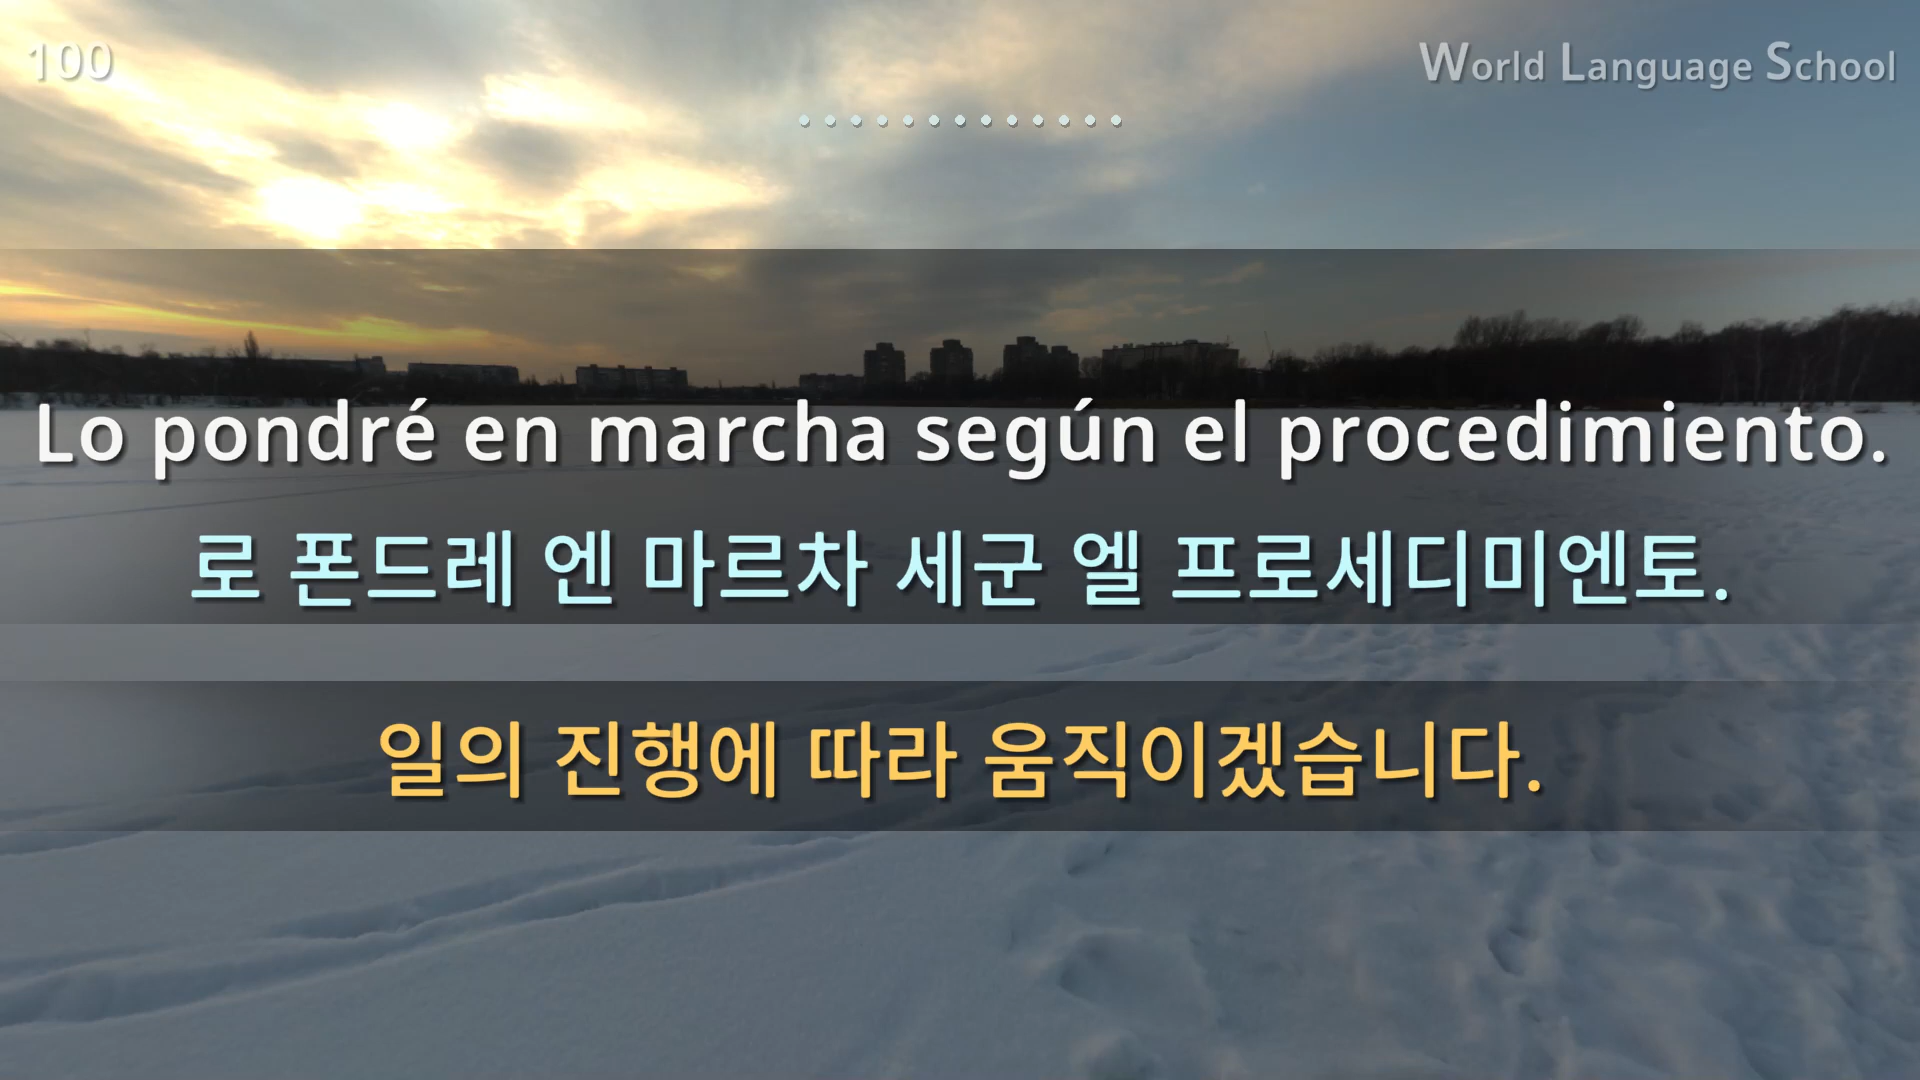 100
World Language School
Lo pondré en marcha según el procedimiento.
로 폰드레 엔 마르차 세군 엘 프로세디미엔토.
일의 진행에 따라 움직이겠습니다.